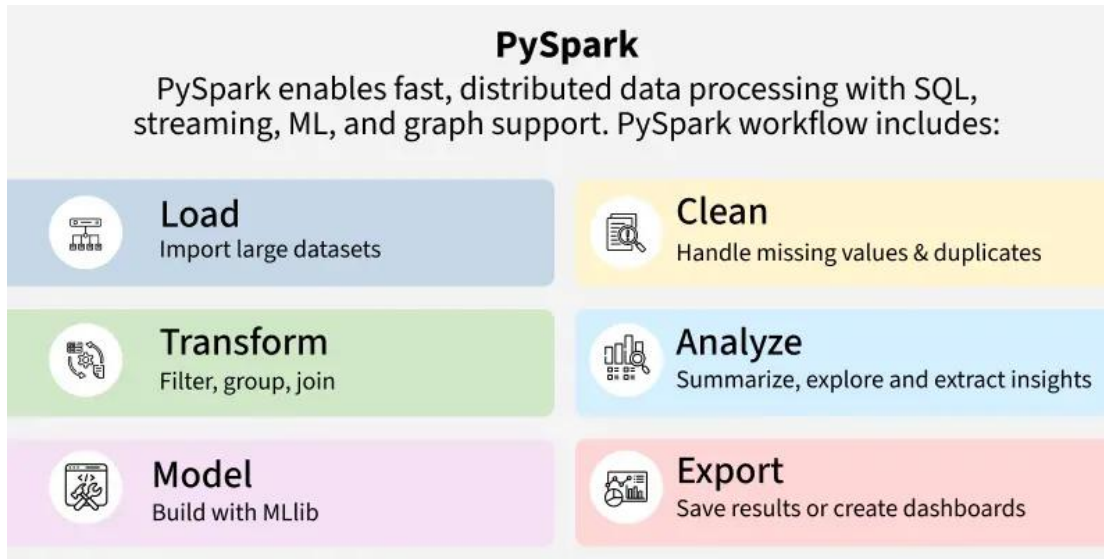 PySpark
PySpark enables fast, distributed data processing with SQL,
streaming, ML, and graph support. PySpark workflow includes:
Load
Import large datasets
Clean
Handle missing values & duplicates
Transform
Filter, group, join
Analyze
Summarize, explore and extract insights
Model
Build with MLlib
Export
Save results or create dashboards